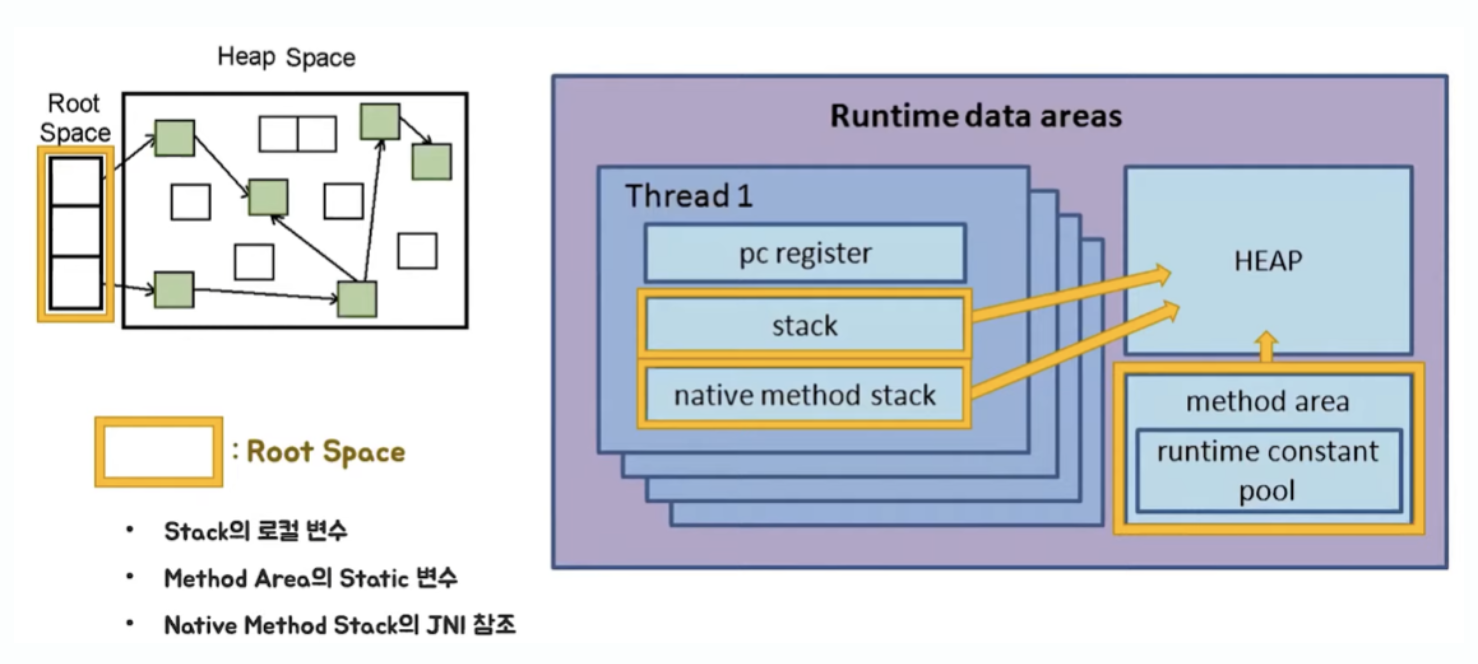 Heap Space
Root
Space
: Root Space
• Stack의 로컬 변수
• Method Area의 Static 변수
• Native Method Stack의 JNI 참조
Runtime data areas
Thread 1
pc register
stack
native method stack
HEAP
method area
runtime constant
pool